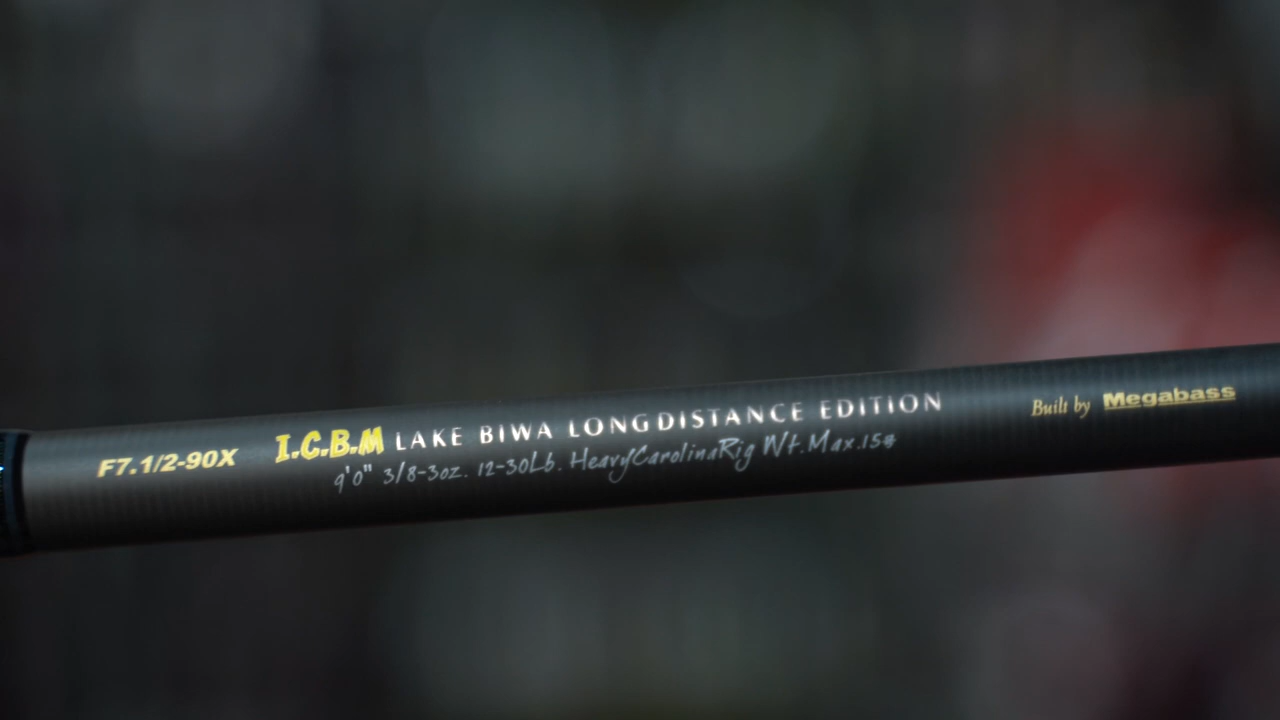 F7.1/2-90X I.C.B.M LAKE BIWA LONGDISTANCE EDITION Built by Megabass
9'0" 3/8-3oz. 12-30Lb. HeavyCarolinaRig Wt.Max.15g